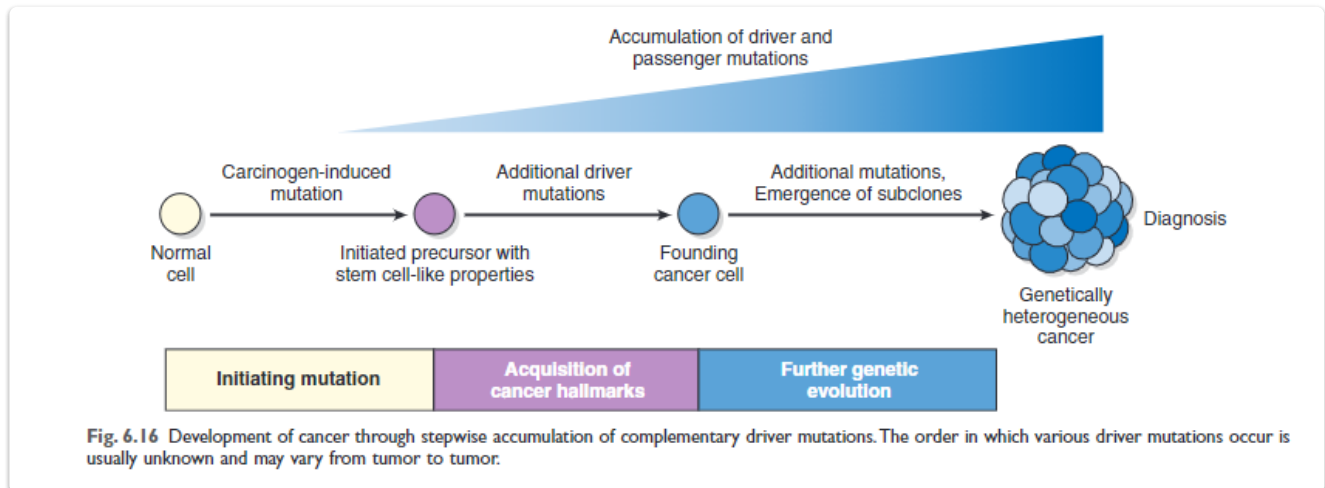 Accumulation of driver and
passenger mutations
Carcinogen-induced
mutation
Additional driver
mutations
Additional mutations,
Emergence of subclones
Normal
cell
Initiated precursor with
stem cell-like properties
Founding
cancer cell
Diagnosis
Genetically
heterogeneous
cancer
Initiating mutation
Acquisition of
cancer hallmarks
Further genetic
evolution
Fig. 6.16 Development of cancer through stepwise accumulation of complementary driver mutations. The order in which various driver mutations occur is
usually unknown and may vary from tumor to tumor.